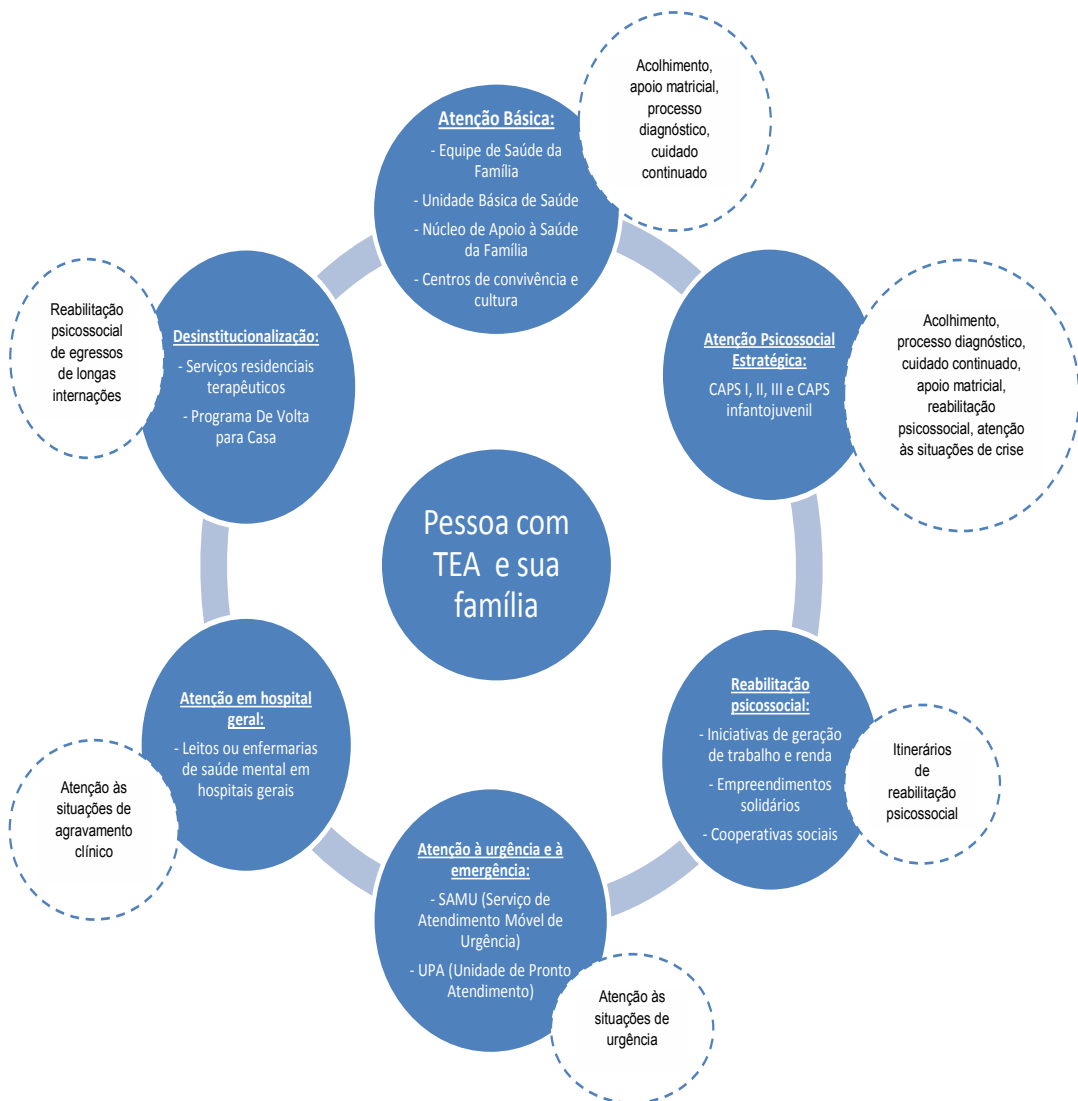 Acolhimento,
apoio matricial,
processo
diagnóstico,
cuidado
continuado
Atenção Básica:
- Equipe de Saúde da
Família
- Unidade Básica de Saúde
- Núcleo de Apoio à Saúde
da Família
- Centros de convivência e
cultura
Reabilitação
psicossocial
de egressos
de longas
internações
Desinstitucionalização:
- Serviços residenciais
terapêuticos
- Programa De Volta
para Casa
Atenção Psicossocial
Estratégica:
CAPS I, II, III e CAPS
infantojuvenil
Acolhimento,
processo diagnóstico,
cuidado continuado,
apoio matricial,
reabilitação
psicossocial, atenção
às situações de crise
Pessoa com
TEA e sua
família
Atenção em hospital
geral:
- Leitos ou enfermarias
de saúde mental em
hospitais gerais
Atenção às
situações de
agravamento
clínico
Reabilitação
psicossocial:
- Iniciativas de geração
de trabalho e renda
- Empreendimentos
solidários
- Cooperativas sociais
Itinerários
de
reabilitação
psicossocial
Atenção à urgência e à
emergência:
- SAMU (Serviço de
Atendimento Móvel de
Urgência)
- UPA (Unidade de Pronto
Atendimento)
Atenção às
situações de
urgência